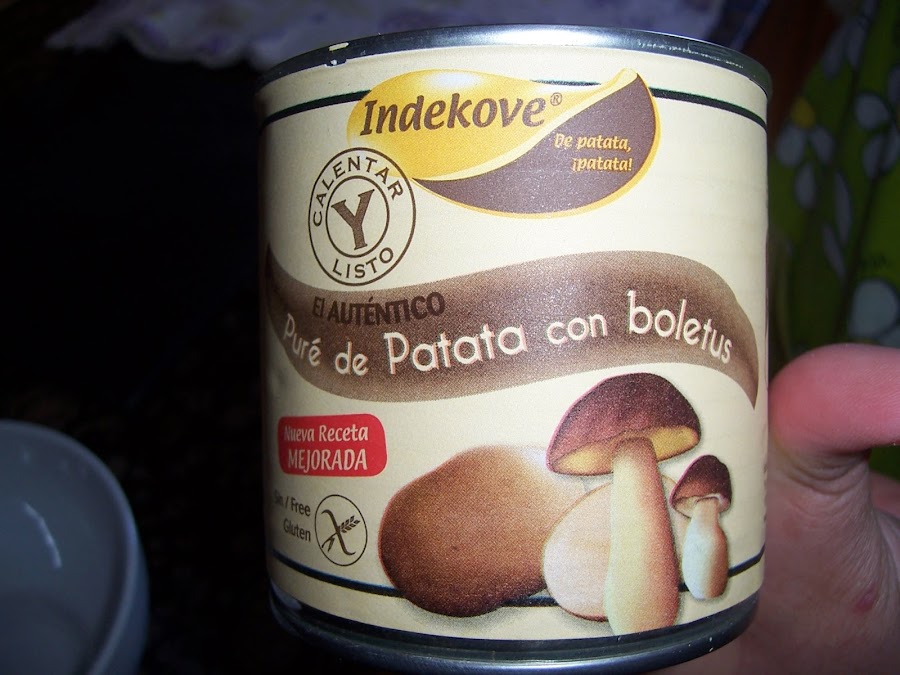 Indekove®
De patata,
¡patata!
CALENTAR
Y
LISTO
El AUTÉNTICO
Puré de Patata con boletus
Nueva Receta
MEJORADA
Sin / Free
Gluten